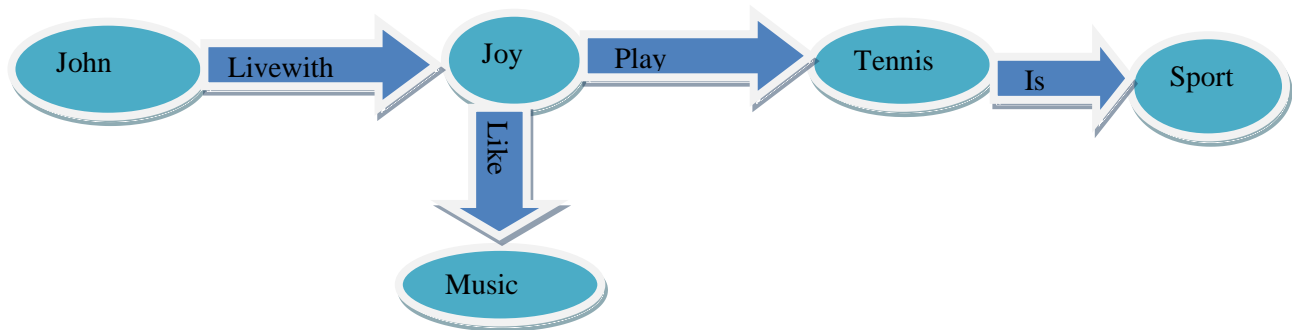 John
Livewith
Joy
Play
Tennis
Is
Sport
Like
Music